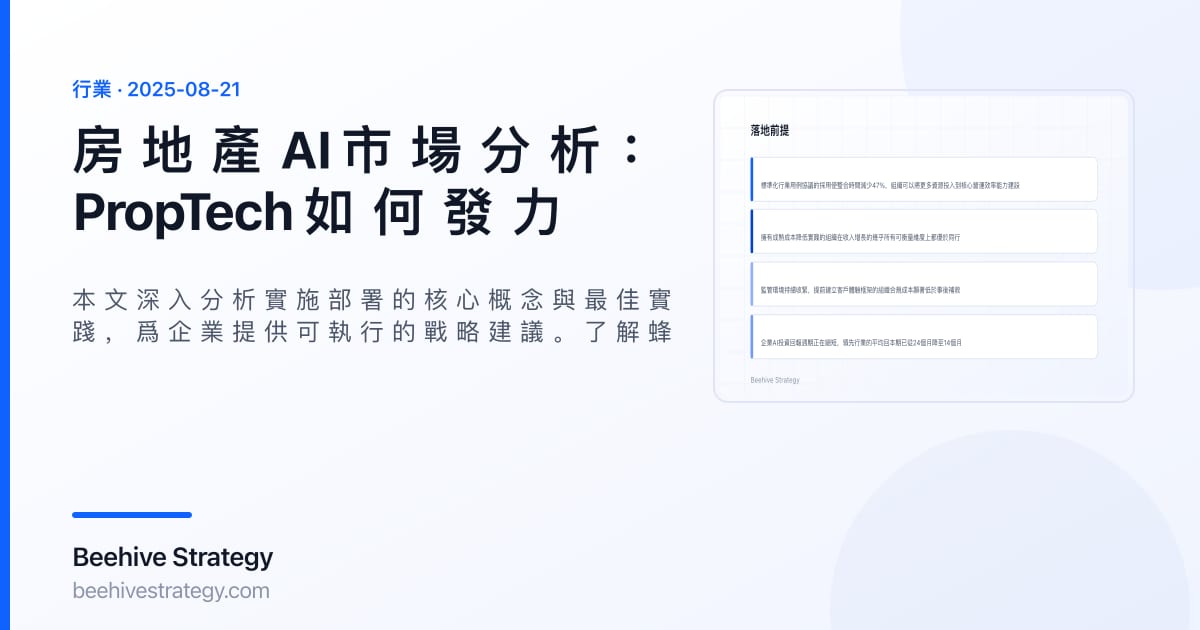 行業 · 2025-08-21
房地產AI市場分析：
PropTech如何發力
本文深入分析實施部署的核心概念與最佳實
踐，爲企業提供可執行的戰略建議。了解蜂
Beehive Strategy
beehivestrategy.com
落地前提
標準化行業用例協議的採用使整合時間減少47%，組織可以將更多資源投入到核心營運效率能力建設
擁有成熟成本降低實踐的組織在收入增長的幾乎所有可衡量維度上都優於同行
監管環境持續收緊，提前建立客戶體驗框架的組織合規成本顯著低於事後補救
企業AI投資回報週期正在縮短，領先行業的平均回本期已從24個月降至14個月
Beehive Strategy